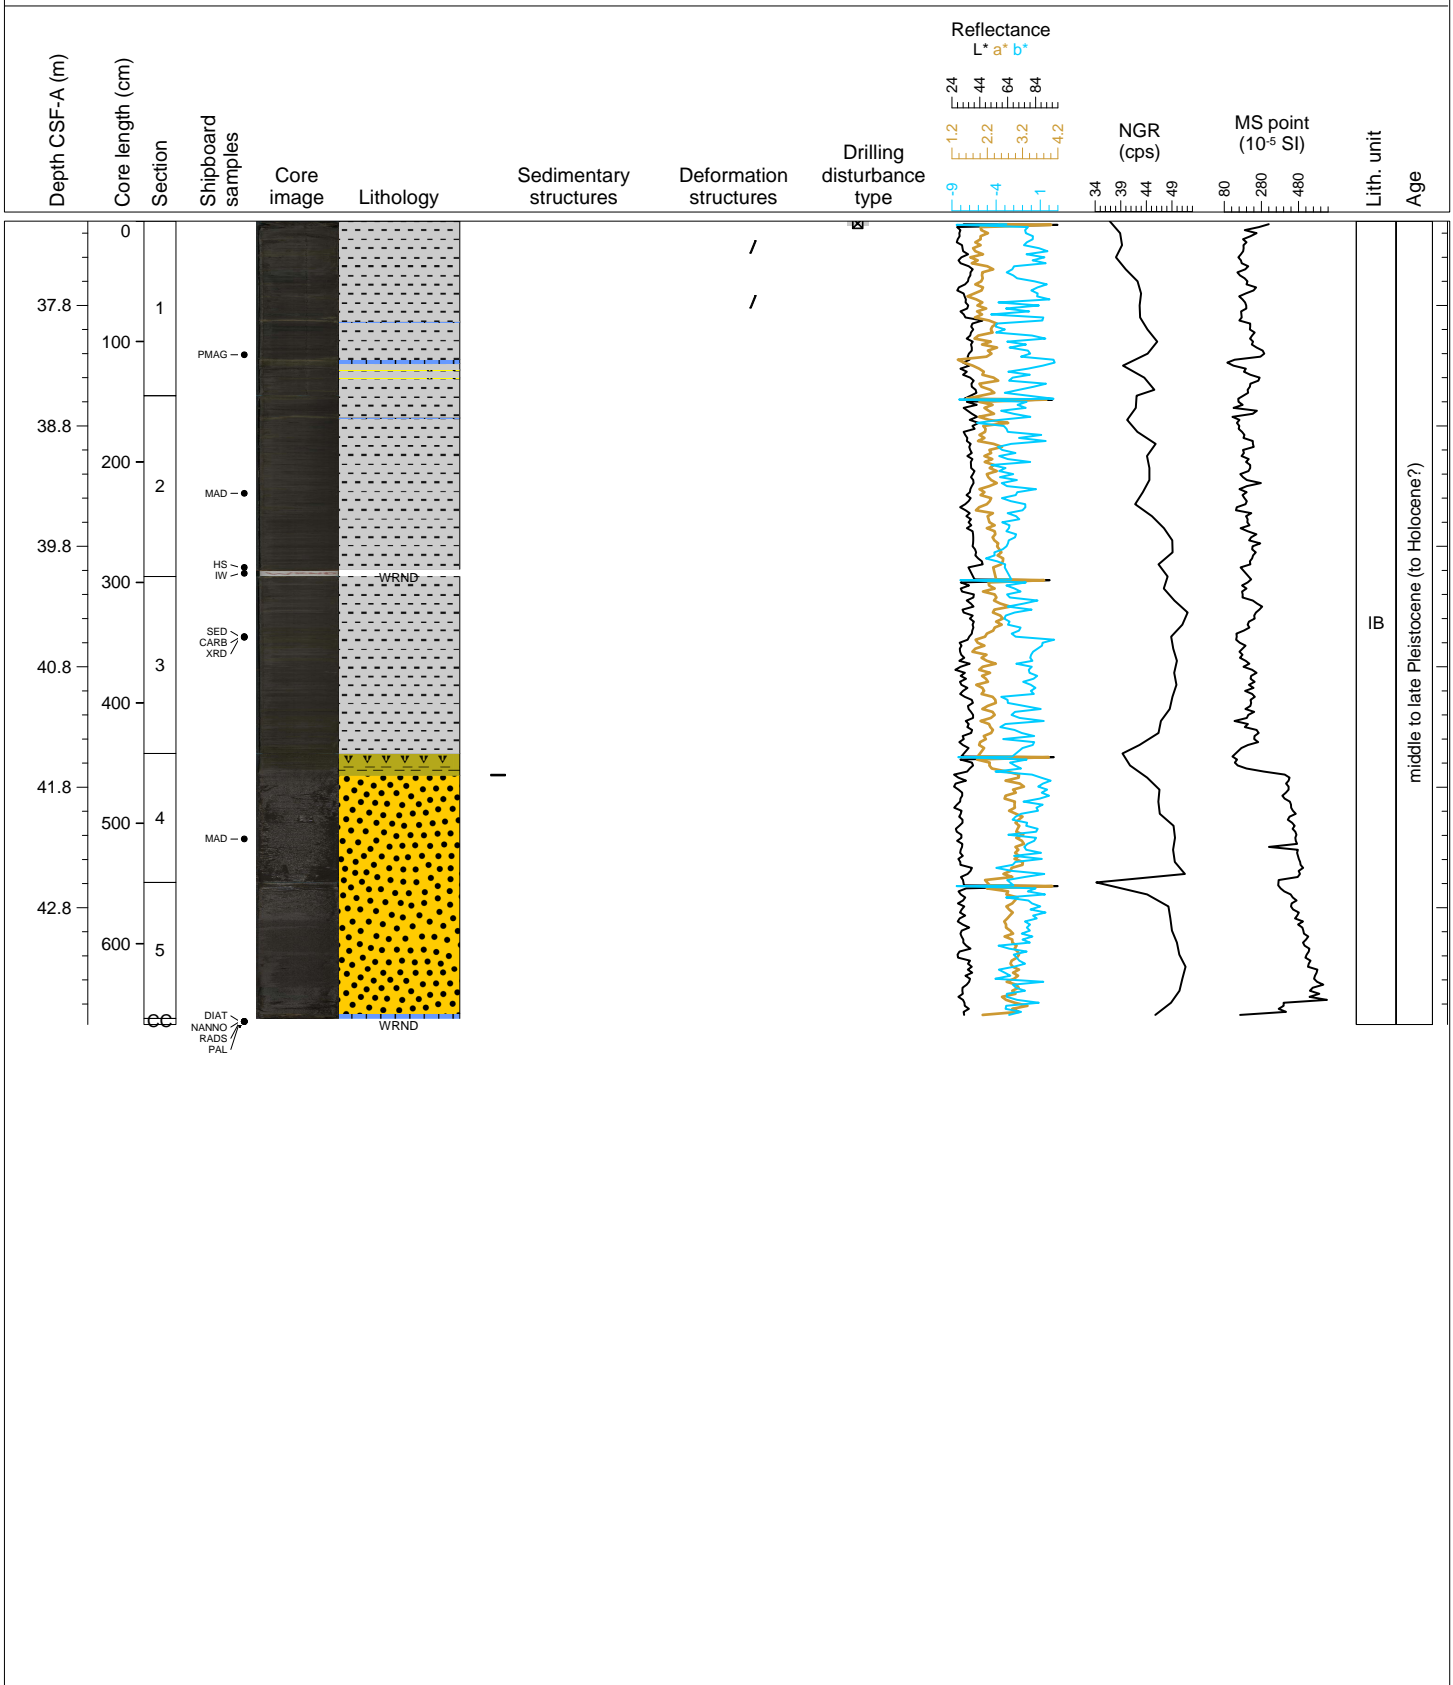 Depth CSF-A (m)
Core length (cm)
Section
Shipboard
samples
Core
image
Lithology
Sedimentary
structures
Deformation
structures
Drilling
disturbance
type
Reflectance
L* a* b*
24 44 64 84
1.2 2.2 3.2 4.2
-9 -4 1
NGR
(cps)
34 39 44 49
MS point
(10⁻⁵ SI)
80 280 480
Lith. unit
Age
0
37.8
1
100
PMAG
38.8
200
2
MAD
39.8
HS
IW
300
WRND
SED
CARB
XRD
3
40.8
400
41.8
500
4
MAD
42.8
600
5
DIAT
CC
NANNO
RADS
PAL
WRND
IB
middle to late Pleistocene (to Holocene?)